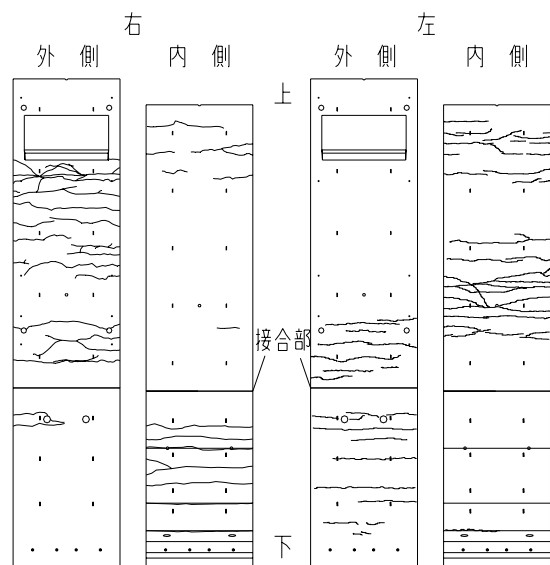 右 左
外側 内側 外側 内側
上
接合部
下